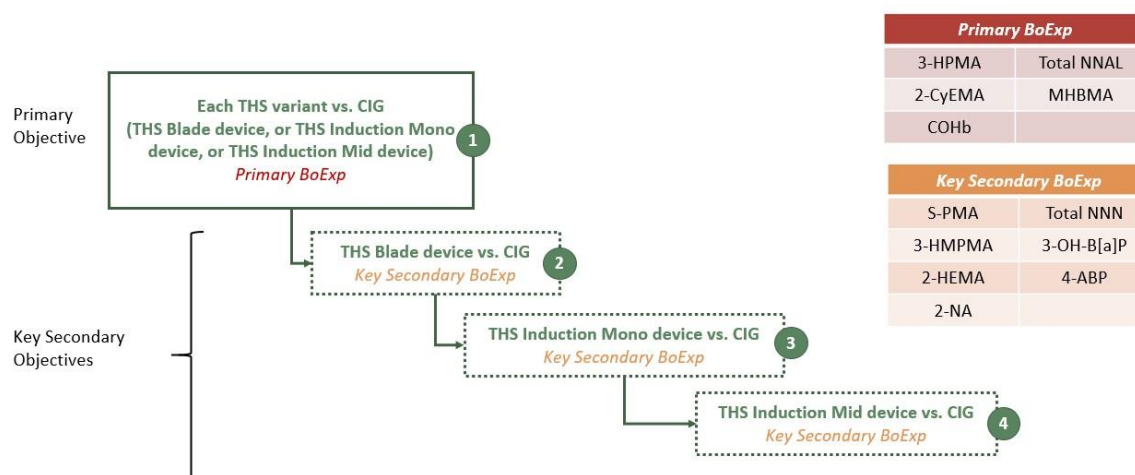 Primary
Objective
Each THS variant vs. CIG
(THS Blade device, or THS Induction Mono
device, or THS Induction Mid device)
Primary BoExp
1
Key Secondary
Objectives
THS Blade device vs. CIG
Key Secondary BoExp
2
THS Induction Mono device vs. CIG
Key Secondary BoExp
3
THS Induction Mid device vs. CIG
Key Secondary BoExp
4
Primary BoExp
3-HPMA Total NNAL
2-CyEMA MHBMA
COHb
Key Secondary BoExp
S-PMA Total NNN
3-HMPMA 3-OH-B[a]P
2-HEMA 4-ABP
2-NA